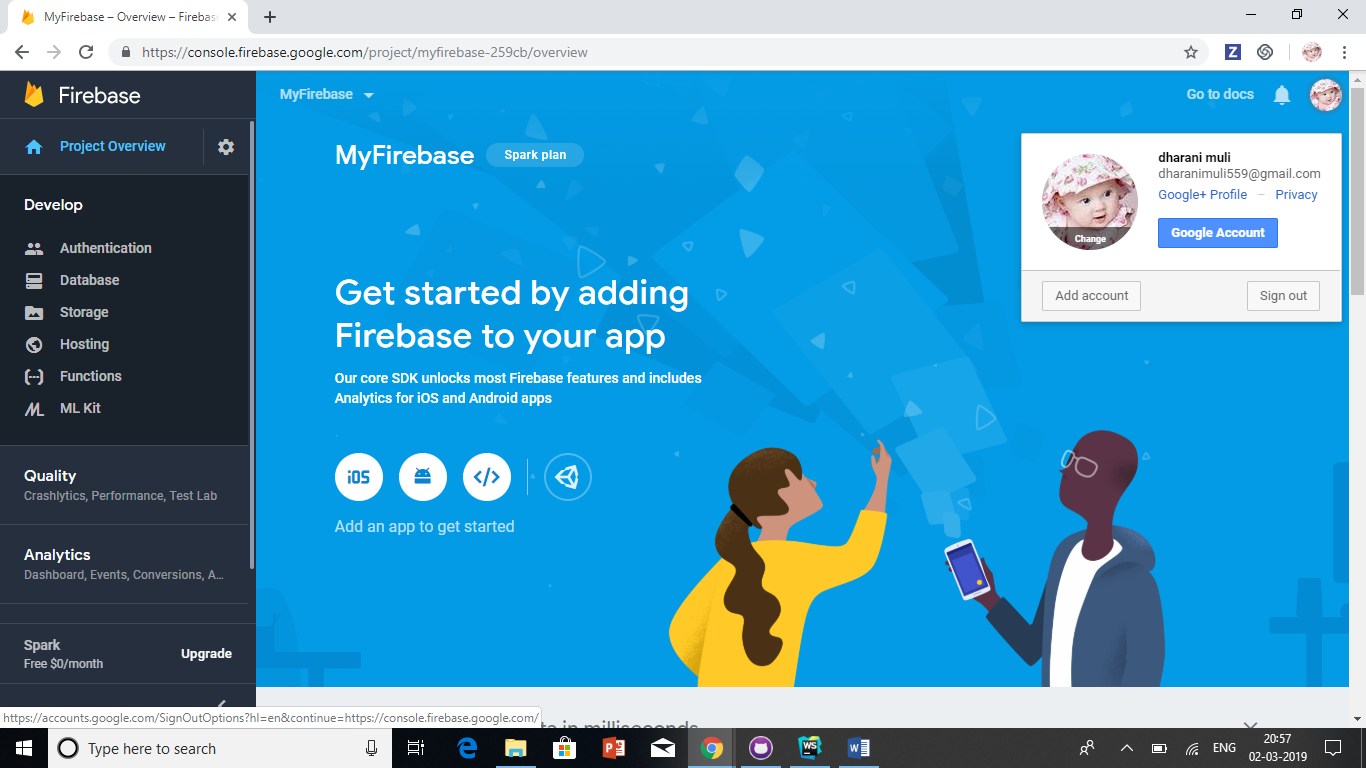 MyFirebase – Overview – Fireba
https://console.firebase.google.com/project/myfirebase-259cb/overview
Z
Firebase
Project Overview
Develop
Authentication
Database
Storage
Hosting
Functions
ML Kit
Quality
Crashlytics, Performance, Test Lab
Analytics
Dashboard, Events, Conversions, A...
Spark
Free $0/month
Upgrade
MyFirebase
Go to docs
MyFirebase
Spark plan
Get started by adding
Firebase to your app
Our core SDK unlocks most Firebase features and includes
Analytics for iOS and Android apps
iOS
Add an app to get started
dharani muli
dharanimuli559@gmail.com
Google+ Profile – Privacy
Change
Google Account
Add account
Sign out
https://accounts.google.com/SignOutOptions?hl=en&continue=https://console.firebase.google.com/
in milliseconds
Type here to search
WS
ENG
20:57
02-03-2019